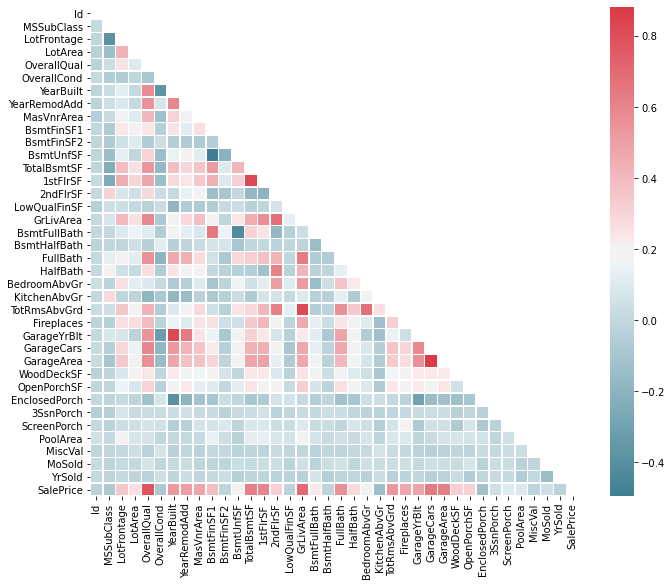 Id
MSSubClass
LotFrontage
LotArea
OverallQual
OverallCond
YearBuilt
YearRemodAdd
MasVnrArea
BsmtFinSF1
BsmtFinSF2
BsmtUnfSF
TotalBsmtSF
1stFlrSF
2ndFlrSF
LowQualFinSF
GrLivArea
BsmtFullBath
BsmtHalfBath
FullBath
HalfBath
BedroomAbvGr
KitchenAbvGr
TotRmsAbvGrd
Fireplaces
GarageYrBlt
GarageCars
GarageArea
WoodDeckSF
OpenPorchSF
EnclosedPorch
3SsnPorch
ScreenPorch
PoolArea
MiscVal
MoSold
YrSold
SalePrice
Id
MSSubClass
LotFrontage
LotArea
OverallQual
OverallCond
YearBuilt
YearRemodAdd
MasVnrArea
BsmtFinSF1
BsmtFinSF2
BsmtUnfSF
TotalBsmtSF
1stFlrSF
2ndFlrSF
LowQualFinSF
GrLivArea
BsmtFullBath
BsmtHalfBath
FullBath
HalfBath
BedroomAbvGr
KitchenAbvGr
TotRmsAbvGrd
Fireplaces
GarageYrBlt
GarageCars
GarageArea
WoodDeckSF
OpenPorchSF
EnclosedPorch
3SsnPorch
ScreenPorch
PoolArea
MiscVal
MoSold
YrSold
SalePrice
0.8
0.6
0.4
0.2
0.0
−0.2
−0.4